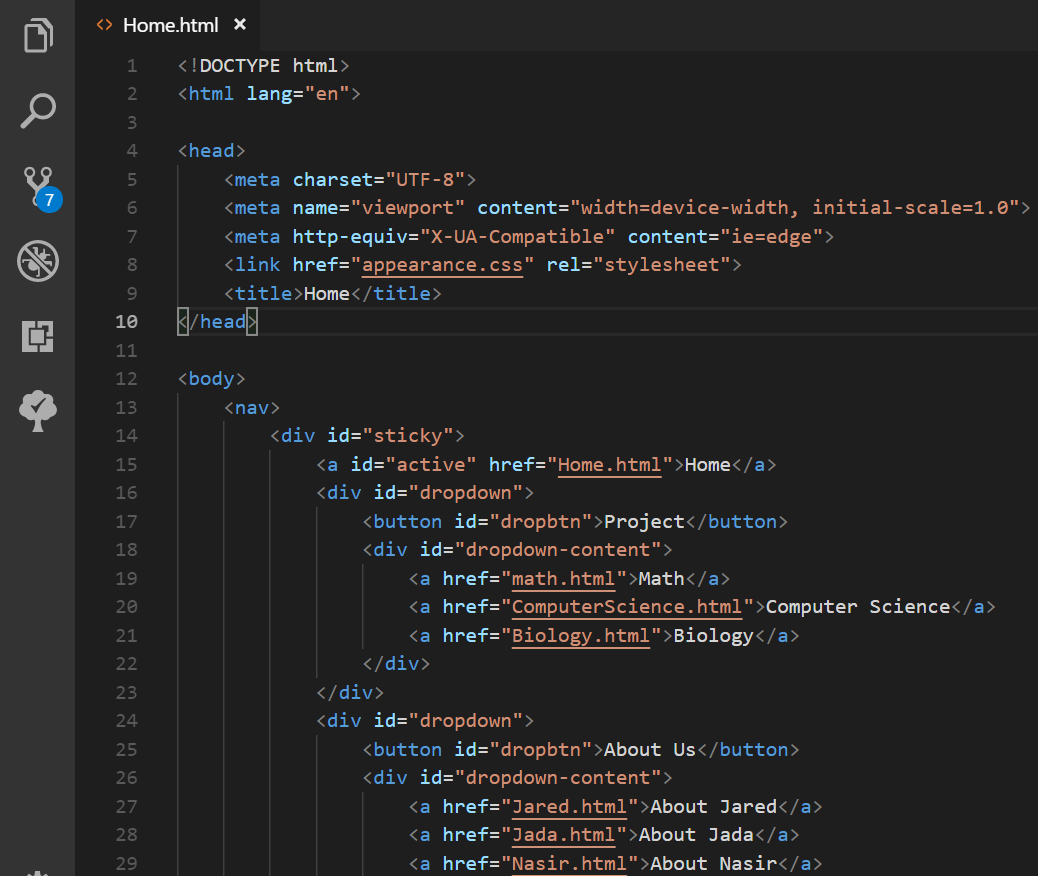 Home.html
1 <!DOCTYPE html>
2 <html lang="en">
3
4 <head>
5     <meta charset="UTF-8">
6     <meta name="viewport" content="width=device-width, initial-scale=1.0">
7     <meta http-equiv="X-UA-Compatible" content="ie=edge">
8     <link href="appearance.css" rel="stylesheet">
9     <title>Home</title>
10 </head>
11
12 <body>
13     <nav>
14         <div id="sticky">
15             <a id="active" href="Home.html">Home</a>
16             <div id="dropdown">
17                 <button id="dropbtn">Project</button>
18                 <div id="dropdown-content">
19                     <a href="math.html">Math</a>
20                     <a href="ComputerScience.html">Computer Science</a>
21                     <a href="Biology.html">Biology</a>
22                 </div>
23             </div>
24             <div id="dropdown">
25                 <button id="dropbtn">About Us</button>
26                 <div id="dropdown-content">
27                     <a href="Jared.html">About Jared</a>
28                     <a href="Jada.html">About Jada</a>
29                     <a href="Nasir.html">About Nasir</a>
7